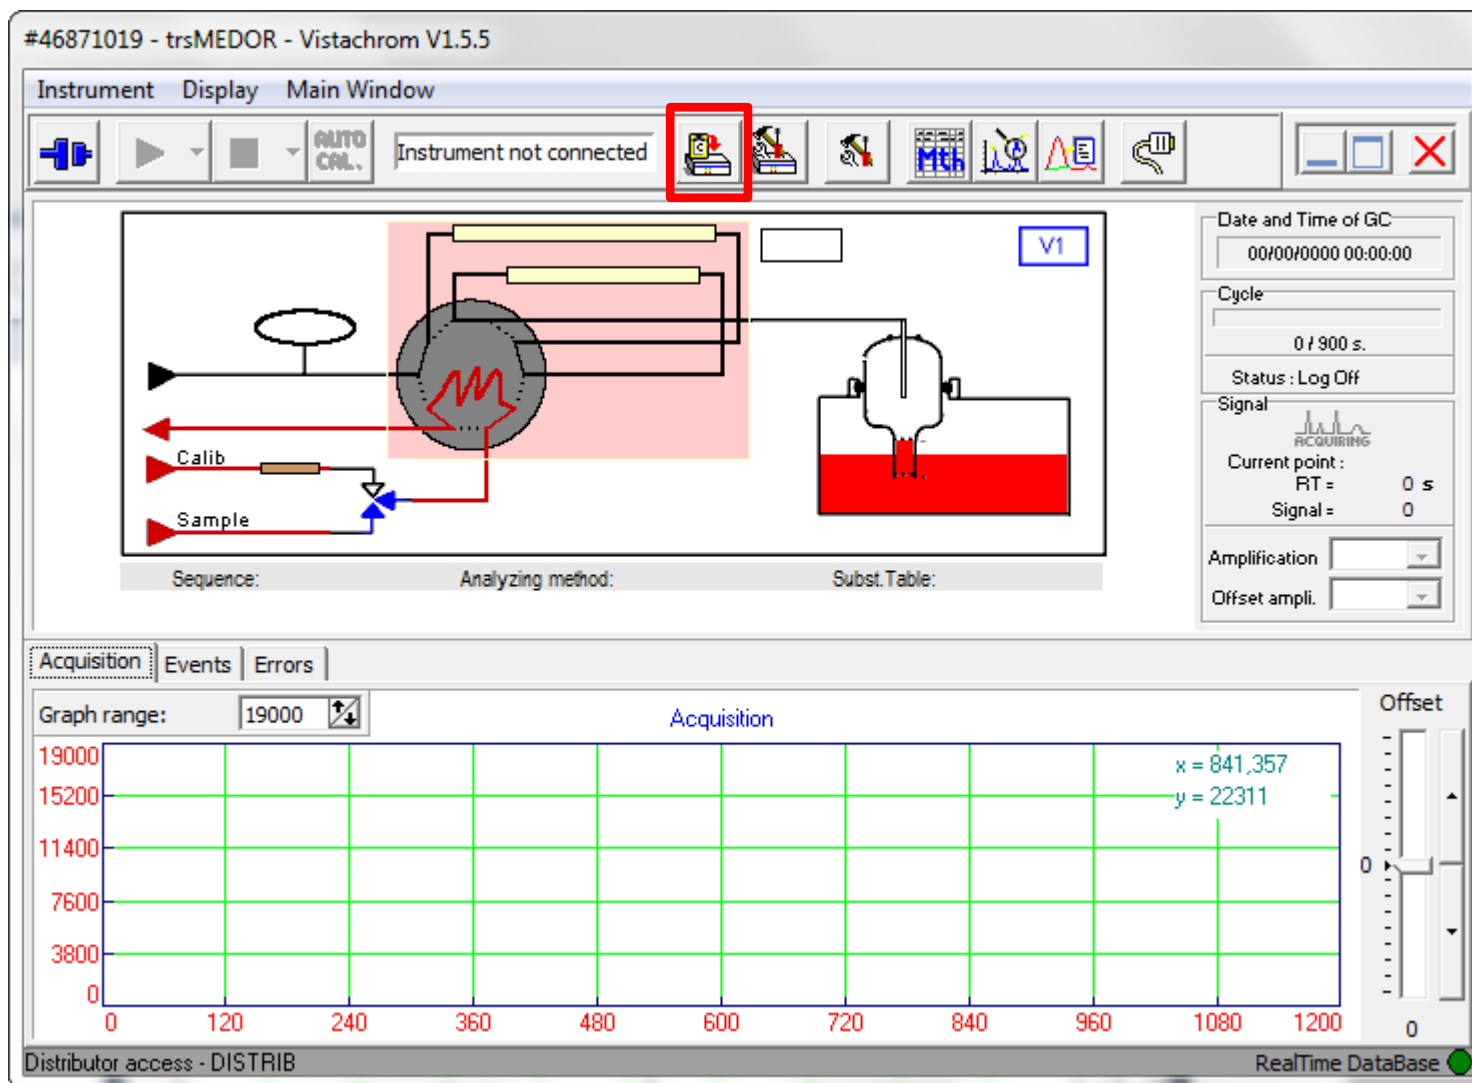 #46871019 - trsMEDOR - Vistachrom V1.5.5
Instrument Display Main Window
AUTO
CAL.
Instrument not connected
Mth
V1
Calib
Sample
Sequence: Analyzing method: Subst.Table:
Date and Time of GC
00/00/0000 00:00:00
Cycle
0 / 900 s.
Status : Log Off
Signal
ACQUIRING
Current point :
RT = 0 s
Signal = 0
Amplification
Offset ampli.
Acquisition Events Errors
Graph range: 19000
Acquisition
Offset
x = 841,357
y = 22311
19000
15200
11400
7600
3800
0
0 120 240 360 480 600 720 840 960 1080 1200
0
0
Distributor access - DISTRIB
RealTime DataBase